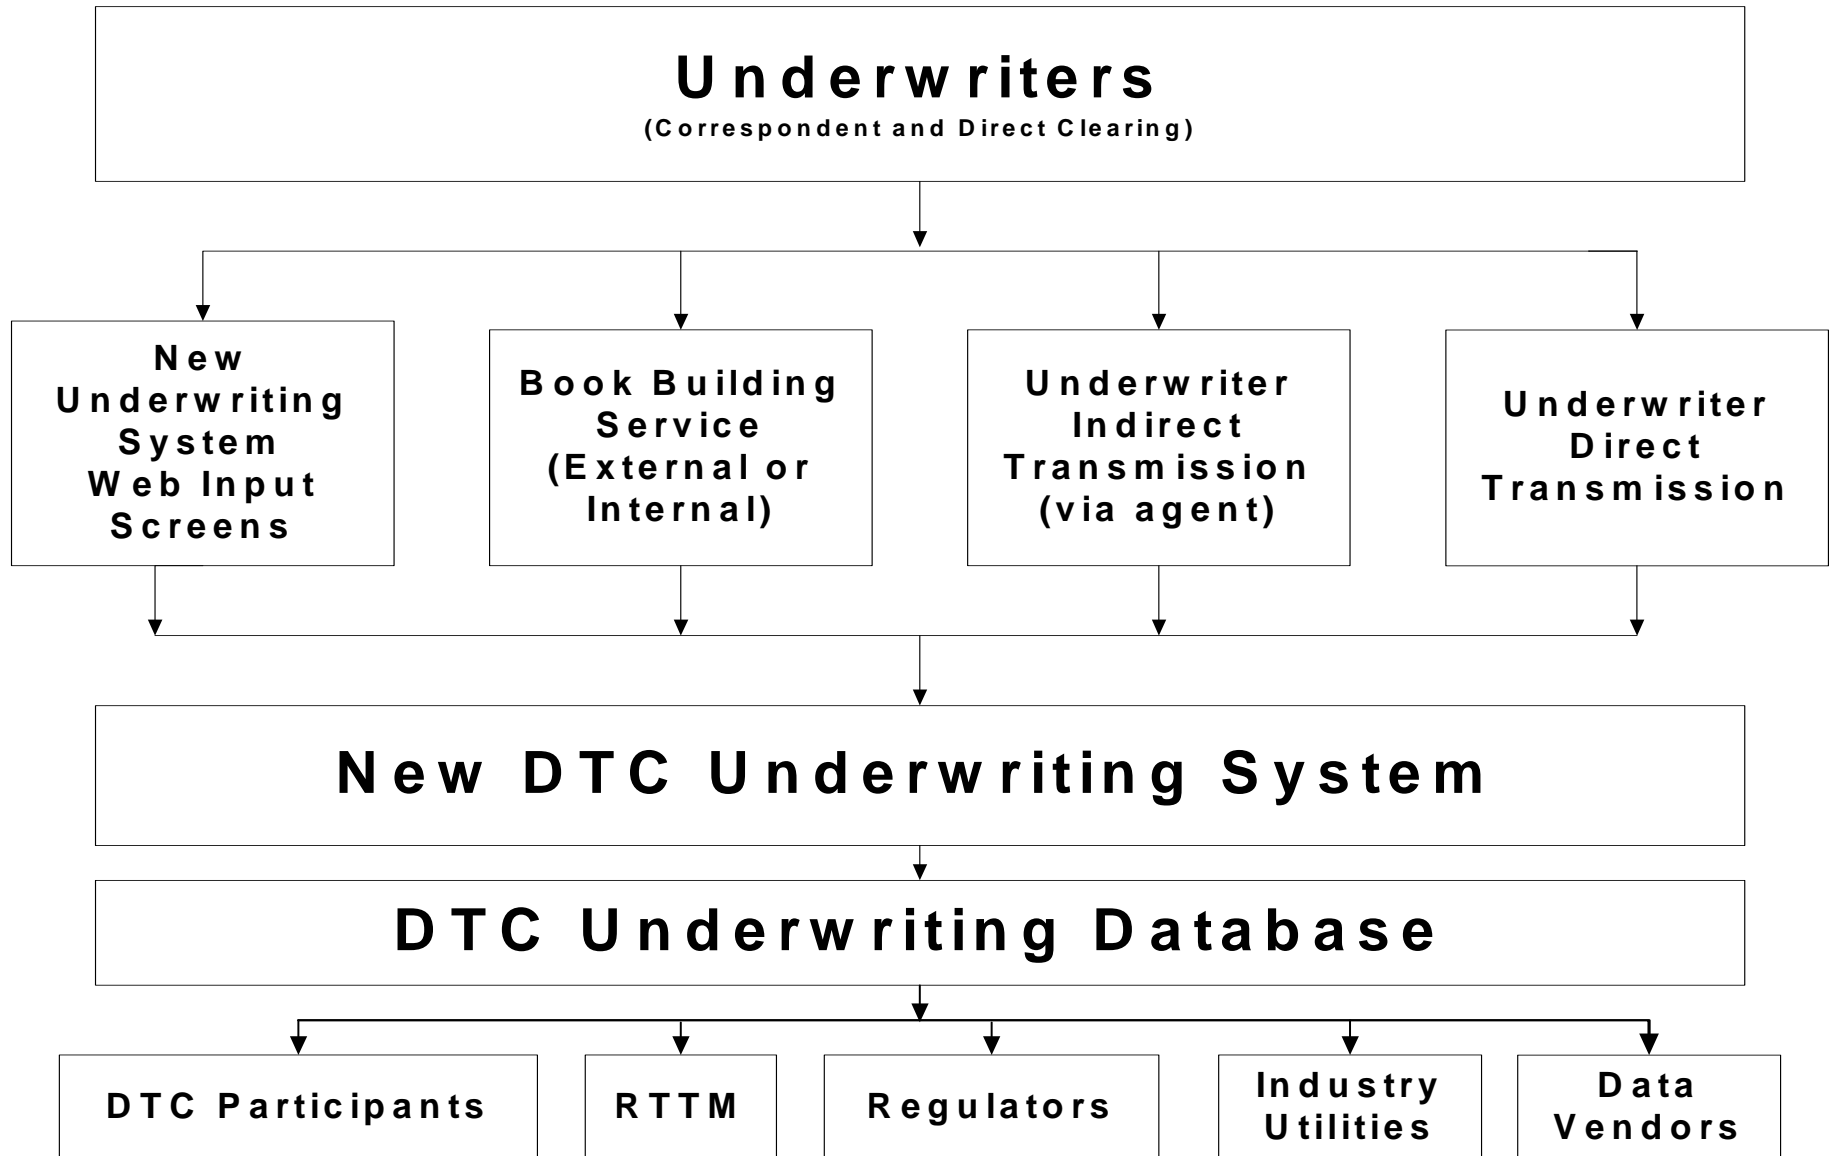 Underwriters
(Correspondent and Direct Clearing)
New
Underwriting
System
Web Input
Screens
Book Building
Service
(External or
Internal)
Underwriter
Indirect
Transmission
(via agent)
Underwriter
Direct
Transmission
New DTC Underwriting System
DTC Underwriting Database
DTC Participants
RTTM
Regulators
Industry
Utilities
Data
Vendors